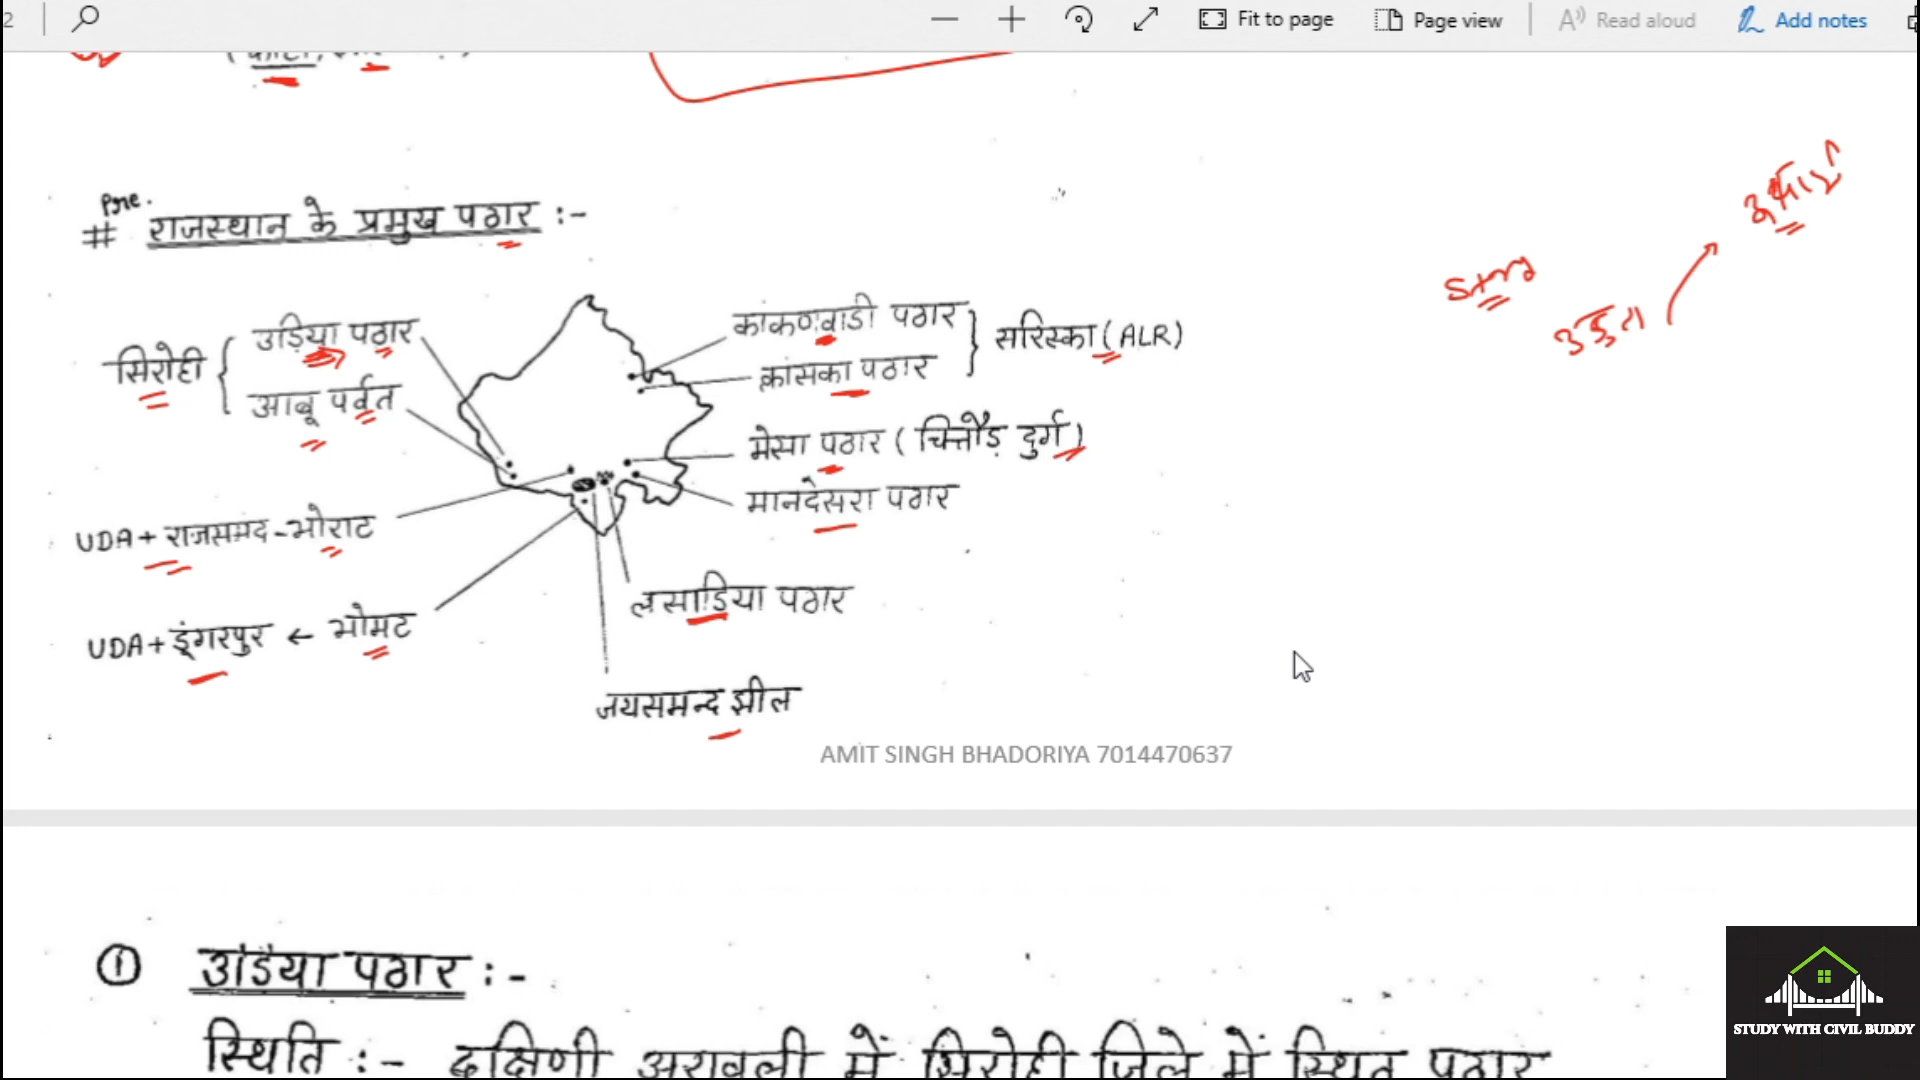 2
Fit to page
Page view
Read aloud
Add notes
Pre.
# राजस्थान के प्रमुख पठार :-
सिरोही { उड़िया पठार
आबू पर्वत
कांकणवाडी पठार } सरिस्का (ALR)
क्रांसका पठार
मेसा पठार ( चित्तौड़ दुर्ग )
मानदेसरा पठार
UDA + राजसमंद - भोराट
लसाडिया पठार
UDA + डूंगरपुर ← भोमट
जयसमन्द झील
AMIT SINGH BHADORIYA 7014470637
① उडिया पठार :-
स्थिति :- दक्षिणी अरावली में सिरोही जिले में स्थित पठार
STUDY WITH CIVIL BUDDY